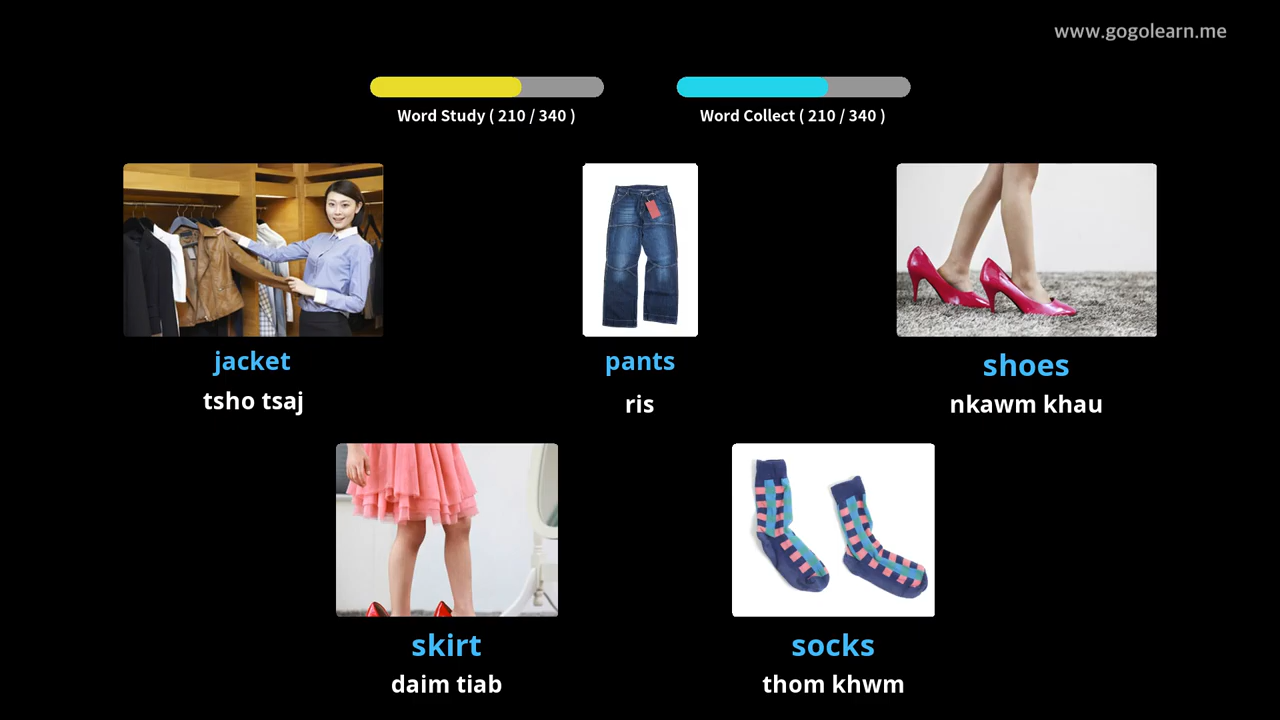 www.gogolearn.me
Word Study ( 210 / 340 )
Word Collect ( 210 / 340 )
jacket
tsho tsaj
pants
ris
shoes
nkawm khau
skirt
daim tiab
socks
thom khwm